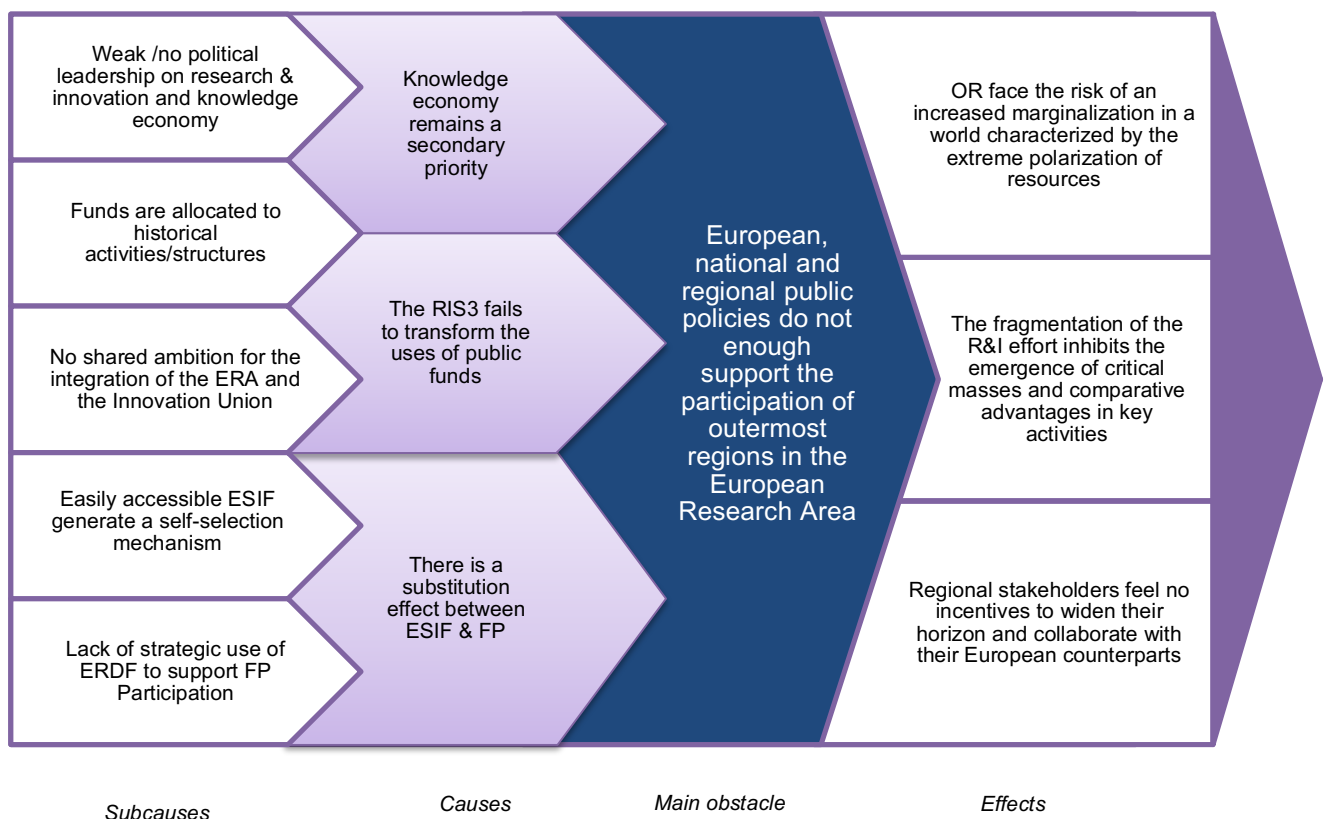 Weak /no political
leadership on research &
innovation and knowledge
economy
Funds are allocated to
historical
activities/structures
No shared ambition for the
integration of the ERA and
the Innovation Union
Easily accessible ESIF
generate a self-selection
mechanism
Lack of strategic use of
ERDF to support FP
Participation
Knowledge
economy
remains a
secondary
priority
The RIS3 fails
to transform the
uses of public
funds
There is a
substitution
effect between
ESIF & FP
European,
national and
regional public
policies do not
enough
support the
participation of
outermost
regions in the
European
Research Area
OR face the risk of an
increased marginalization in a
world characterized by the
extreme polarization of
resources
The fragmentation of the
R&I effort inhibits the
emergence of critical
masses and comparative
advantages in key
activities
Regional stakeholders feel no
incentives to widen their
horizon and collaborate with
their European counterparts
Subcauses
Causes
Main obstacle
Effects